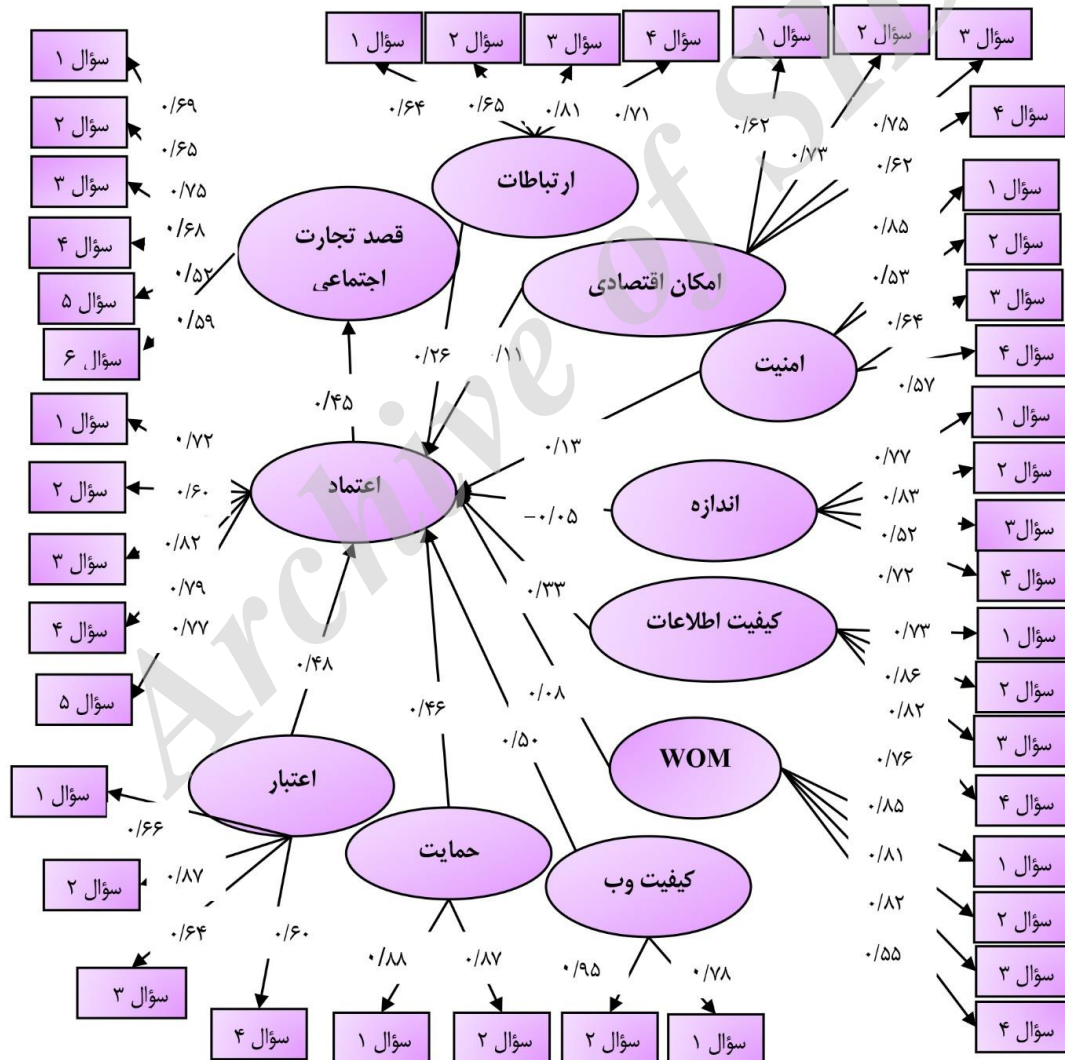 سؤال ۱
سؤال ۲
سؤال ۳
سؤال ۴
سؤال ۱
سؤال ۲
سؤال ۳
۰/۶۴
۰/۶۵
۰/۸۱
۰/۷۱
۰/۶۲
۰/۷۳
۰/۷۵
سؤال ۴
۰/۶۲
ارتباطات
امکان اقتصادی
قصد تجارت
اجتماعی
سؤال ۱
۰/۶۹
سؤال ۲
۰/۶۵
سؤال ۳
۰/۷۵
سؤال ۴
۰/۶۸
سؤال ۵
۰/۵۲
سؤال ۶
۰/۵۹
امنیت
۰/۸۵
سؤال ۱
۰/۵۳
سؤال ۲
۰/۶۴
سؤال ۳
۰/۵۷
سؤال ۴
۰/۴۵
۰/۲۶
۰/۱۱
۰/۱۳
-۰/۰۵
۰/۳۳
۰/۰۸
۰/۵۰
۰/۴۶
۰/۴۸
اعتماد
سؤال ۱
۰/۷۲
سؤال ۲
۰/۶۰
سؤال ۳
۰/۸۲
سؤال ۴
۰/۷۹
سؤال ۵
۰/۷۷
اندازه
۰/۷۷
سؤال ۱
۰/۸۳
سؤال ۲
۰/۵۲
سؤال۳
۰/۷۲
سؤال ۴
کیفیت اطلاعات
۰/۷۳
سؤال ۱
۰/۸۶
سؤال ۲
۰/۸۲
سؤال ۳
۰/۷۶
سؤال ۴
WOM
۰/۸۵
سؤال ۱
۰/۸۱
سؤال ۲
۰/۸۲
سؤال ۳
۰/۵۵
سؤال ۴
اعتبار
سؤال ۱
۰/۶۶
سؤال ۲
۰/۸۷
سؤال ۳
۰/۶۴
سؤال ۴
۰/۶۰
حمایت
۰/۸۸
۰/۸۷
سؤال ۱
سؤال ۲
کیفیت وب
۰/۹۵
۰/۷۸
سؤال ۲
سؤال ۱
Archive of